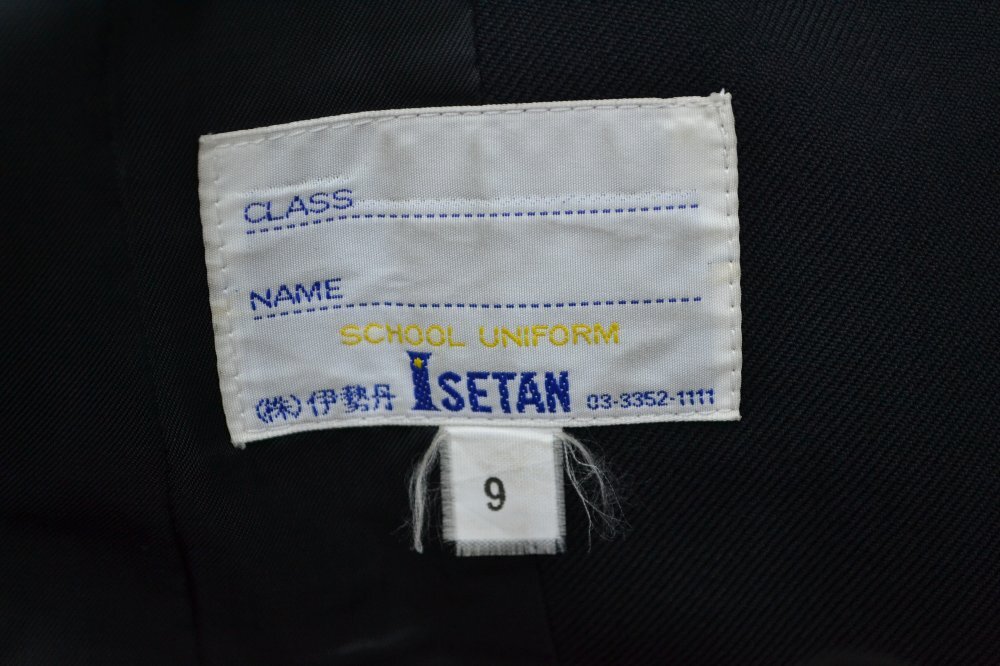 CLASS
NAME
SCHOOL UNIFORM
(株)伊勢丹 ISETAN 03-3352-1111
9